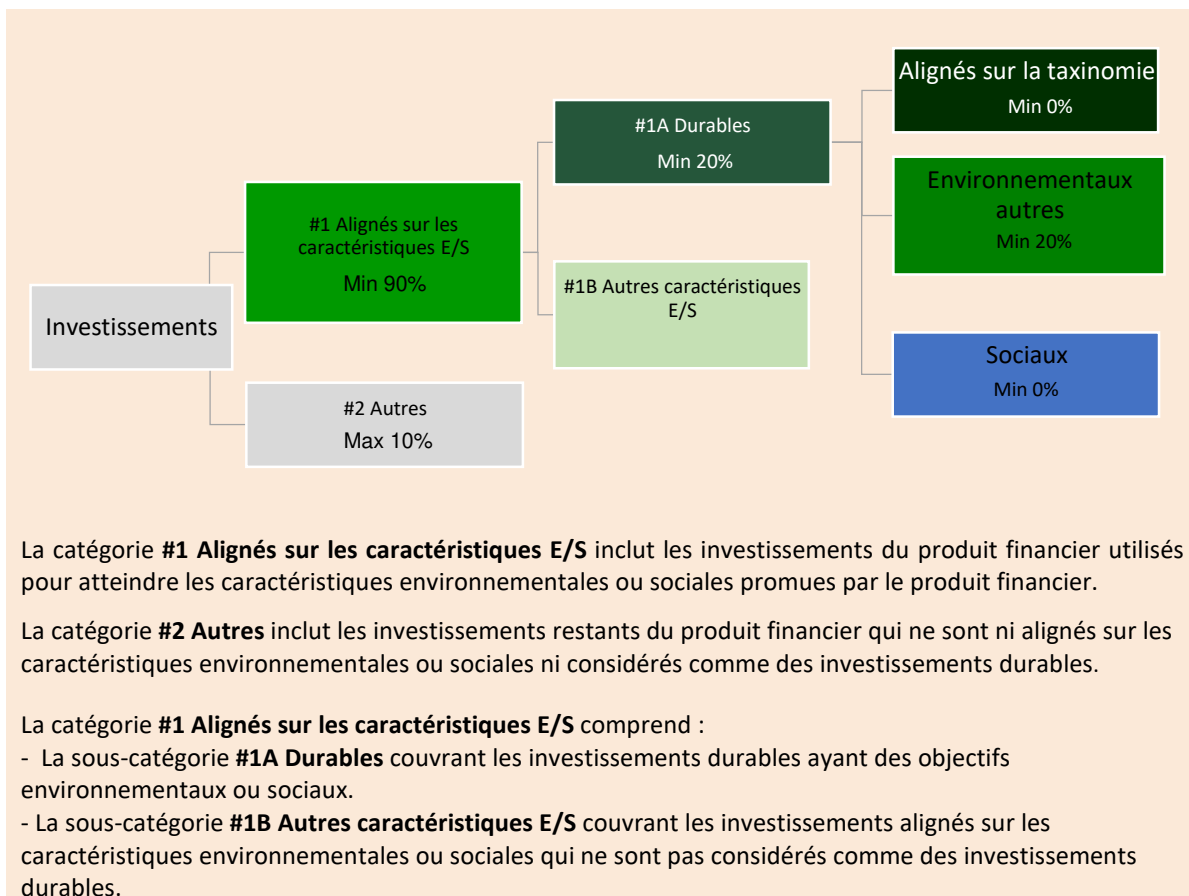 Investissements
#1 Alignés sur les
caractéristiques E/S
Min 90%
#2 Autres
Max 10%
#1A Durables
Min 20%
#1B Autres caractéristiques
E/S
Alignés sur la taxinomie
Min 0%
Environnementaux
autres
Min 20%
Sociaux
Min 0%
La catégorie #1 Alignés sur les caractéristiques E/S inclut les investissements du produit financier utilisés
pour atteindre les caractéristiques environnementales ou sociales promues par le produit financier.
La catégorie #2 Autres inclut les investissements restants du produit financier qui ne sont ni alignés sur les
caractéristiques environnementales ou sociales ni considérés comme des investissements durables.
La catégorie #1 Alignés sur les caractéristiques E/S comprend :
- La sous-catégorie #1A Durables couvrant les investissements durables ayant des objectifs
environnementaux ou sociaux.
- La sous-catégorie #1B Autres caractéristiques E/S couvrant les investissements alignés sur les
caractéristiques environnementales ou sociales qui ne sont pas considérés comme des investissements
durables.